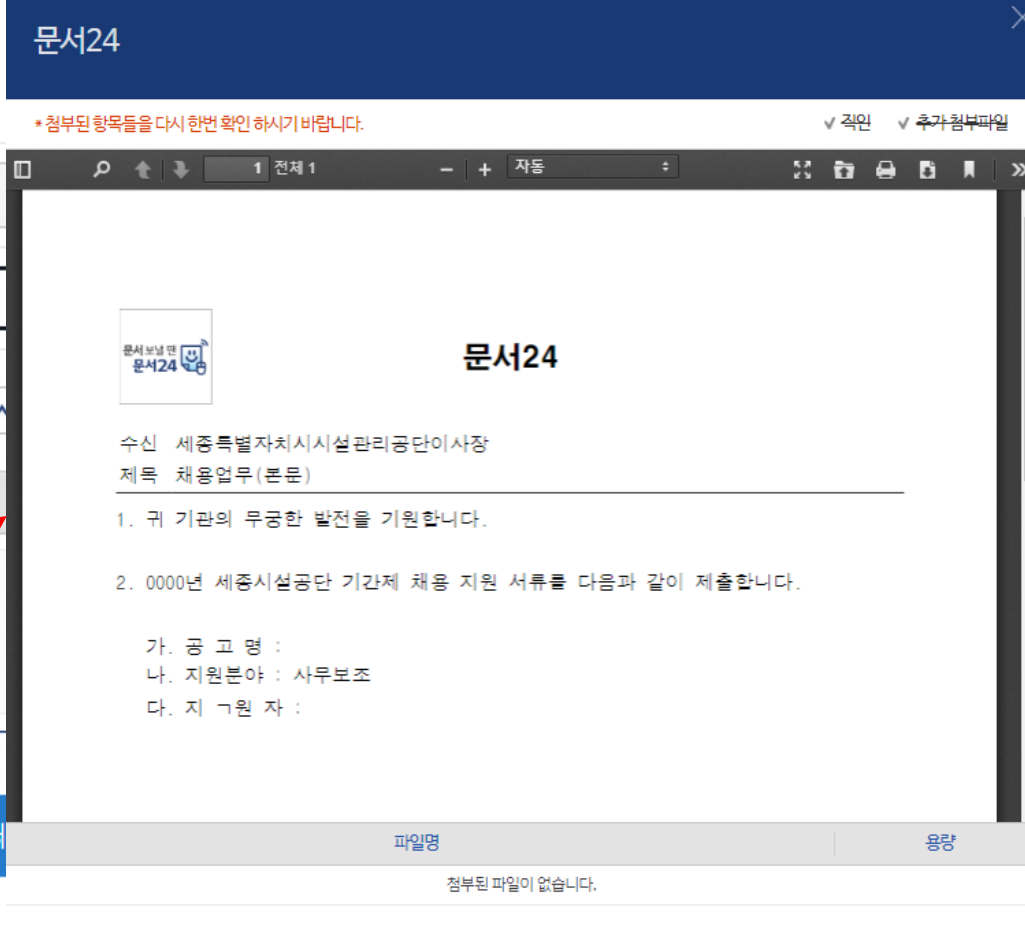 문서24
* 첨부된 항목들을 다시 한번 확인 하시기 바랍니다.
√ 직인 √ 추가 첨부파일
1 전체 1
자동
문서 보낼 땐
문서24
문서24
수신 세종특별자치시시설관리공단이사장
제목 채용업무(본문)
1. 귀 기관의 무궁한 발전을 기원합니다.
2. 0000년 세종시설공단 기간제 채용 지원 서류를 다음과 같이 제출합니다.
가. 공 고 명 :
나. 지원분야 : 사무보조
다. 지 ㄱ원 자 :
파일명 용량
첨부된 파일이 없습니다.